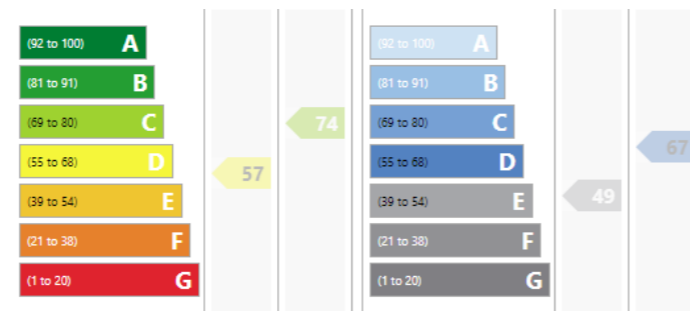 (92 to 100) A
(81 to 91) B
(69 to 80) C
(55 to 68) D
(39 to 54) E
(21 to 38) F
(1 to 20) G
57
74
(92 to 100) A
(81 to 91) B
(69 to 80) C
(55 to 68) D
(39 to 54) E
(21 to 38) F
(1 to 20) G
49
67